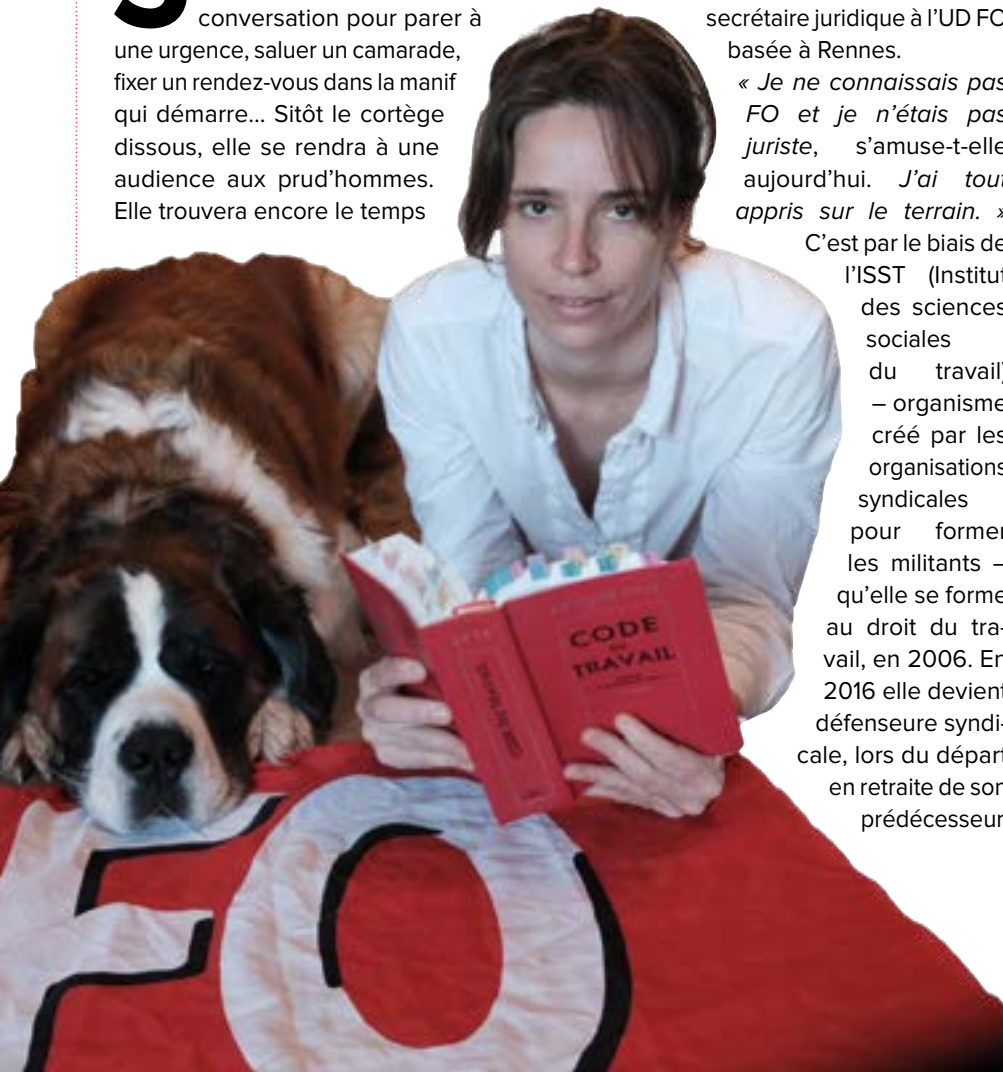 S
conversation pour parer à
une urgence, saluer un camarade,
fixer un rendez-vous dans la manif
qui démarre... Sitôt le cortège
dissous, elle se rendra à une
audience aux prud’hommes.
Elle trouvera encore le temps
secrétaire juridique à l’UD FO
basée à Rennes.
« Je ne connaissais pas
FO et je n’étais pas
juriste, s’amuse-t-elle
aujourd’hui. J’ai tout
appris sur le terrain. »
C’est par le biais de
l’ISST (Institut
des sciences
sociales
du travail)
– organisme
créé par les
organisations
syndicales
pour former
les militants –
qu’elle se forme
au droit du tra-
vail, en 2006. En
2016 elle devient
défenseure syndi-
cale, lors du départ
en retraite de son
prédécesseur
CODE
DU
TRAVAIL
CODE DU TRAVAIL
FO